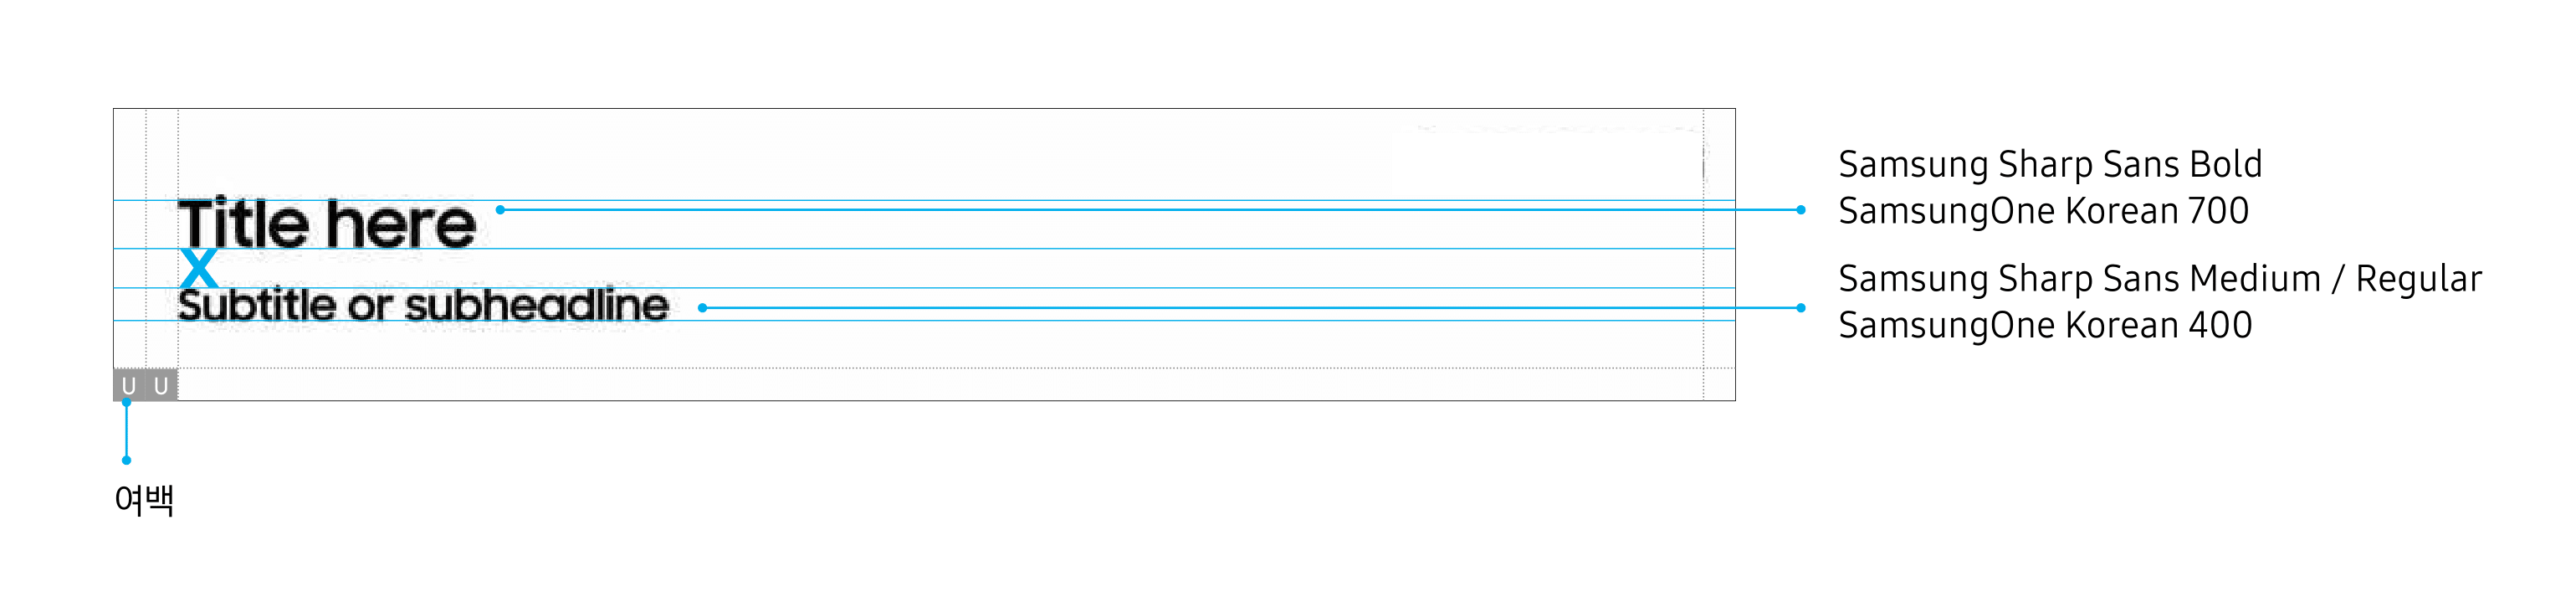 Title here
X
Subtitle or subheadline
U U
여백
Samsung Sharp Sans Bold
SamsungOne Korean 700
Samsung Sharp Sans Medium / Regular
SamsungOne Korean 400